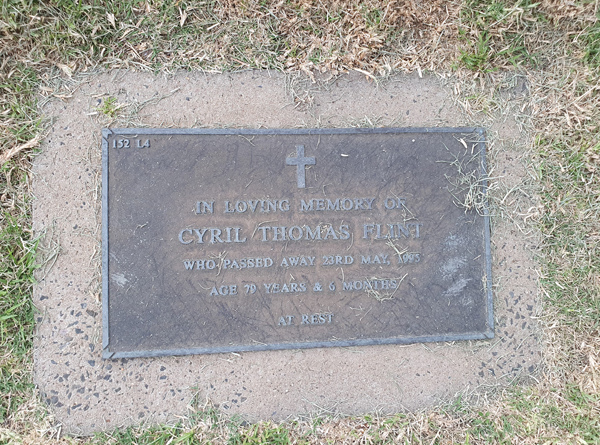 152 L4
IN LOVING MEMORY OF
CYRIL THOMAS FLINT
WHO PASSED AWAY 23RD MAY, 1995
AGE 79 YEARS & 6 MONTHS
AT REST